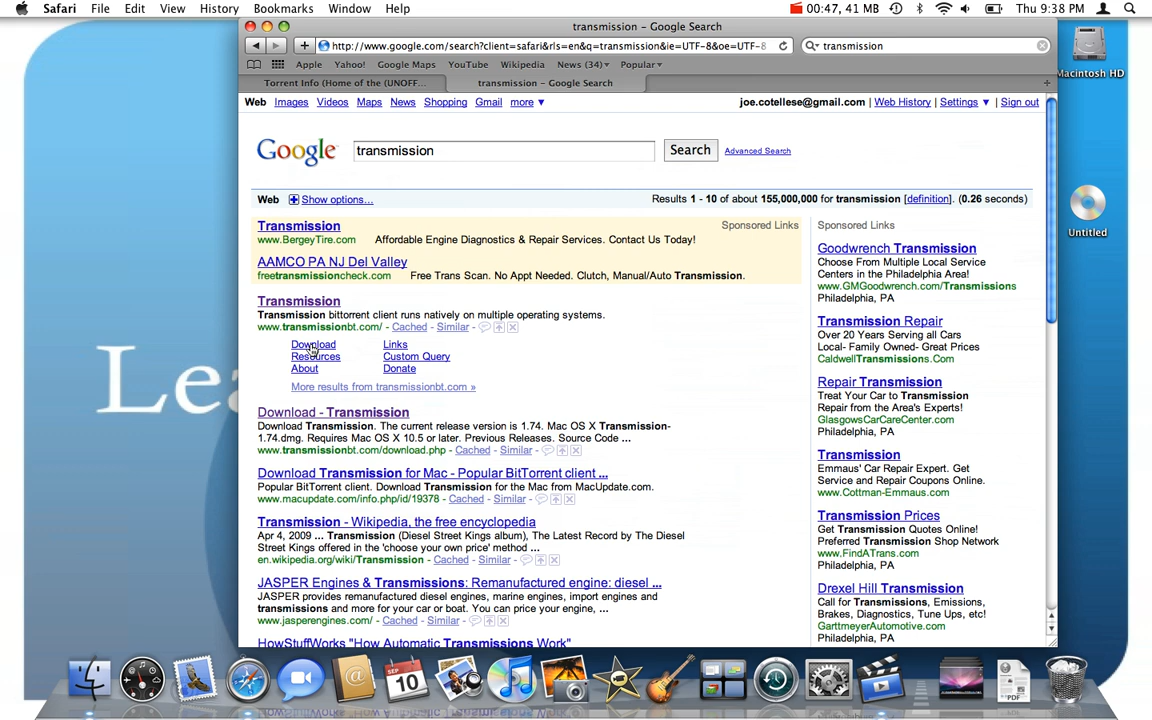 Safari File Edit View History Bookmarks Window Help 00:47, 41 MB Thu 9:38 PM
transmission – Google Search
http://www.google.com/search?client=safari&rls=en&q=transmission&ie=UTF-8&oe=UTF-8 transmission
Apple Yahoo! Google Maps YouTube Wikipedia News (34)▾ Popular▾
Torrent Info (Home of the (UNOFF... transmission – Google Search
Macintosh HD
Web Images Videos Maps News Shopping Gmail more ▼ joe.cotellese@gmail.com | Web History | Settings ▼ | Sign out
Google transmission Search Advanced Search
Web Show options... Results 1 - 10 of about 155,000,000 for transmission [definition]. (0.26 seconds)
Untitled
Transmission
www.BergeyTire.com Affordable Engine Diagnostics & Repair Services. Contact Us Today!
Sponsored Links
AAMCO PA NJ Del Valley
freetransmissioncheck.com Free Trans Scan. No Appt Needed. Clutch, Manual/Auto Transmission.
Transmission
Transmission bittorrent client runs natively on multiple operating systems.
www.transmissionbt.com/ - Cached - Similar -
Download Links
Resources Custom Query
About Donate
More results from transmissionbt.com »
Download - Transmission
Download Transmission. The current release version is 1.74. Mac OS X Transmission-
1.74.dmg. Requires Mac OS X 10.5 or later. Previous Releases. Source Code ...
www.transmissionbt.com/download.php - Cached - Similar -
Download Transmission for Mac - Popular BitTorrent client ...
Popular BitTorrent client. Download Transmission for the Mac from MacUpdate.com.
www.macupdate.com/info.php/id/19378 - Cached - Similar -
Transmission - Wikipedia, the free encyclopedia
Apr 4, 2009 ... Transmission (Diesel Street Kings album), The Latest Record by The Diesel
Street Kings offered in the 'choose your own price' method ...
en.wikipedia.org/wiki/Transmission - Cached - Similar -
JASPER Engines & Transmissions: Remanufactured engine: diesel ...
JASPER provides remanufactured diesel engines, marine engines, import engines and
transmissions and more for your car or boat. You can price your engine, ...
www.jasperengines.com/ - Cached - Similar -
HowStuffWorks "How Automatic Transmissions Work"
Sponsored Links
Goodwrench Transmission
Choose From Multiple Local Service
Centers in the Philadelphia Area!
www.GMGoodwrench.com/Transmissions
Philadelphia, PA
Transmission Repair
Over 20 Years Serving all Cars
Local- Family Owned- Great Prices
CaldwellTransmissions.Com
Repair Transmission
Treat Your Car to Transmission
Repair from the Area's Experts!
GlasgowsCarCareCenter.com
Philadelphia, PA
Transmission
Emmaus' Car Repair Expert. Get
Service and Repair Coupons Online.
www.Cottman-Emmaus.com
Transmission Prices
Get Transmission Quotes Online!
Preferred Transmission Shop Network
www.FindATrans.com
Philadelphia, PA
Drexel Hill Transmission
Call for Transmissions, Emissions,
Brakes, Diagnostics, Tune Ups, etc!
GarttmeyerAutomotive.com
Philadelphia, PA
Lea
SEP
10
PDF